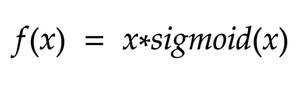 f(x) = x*sigmoid(x)